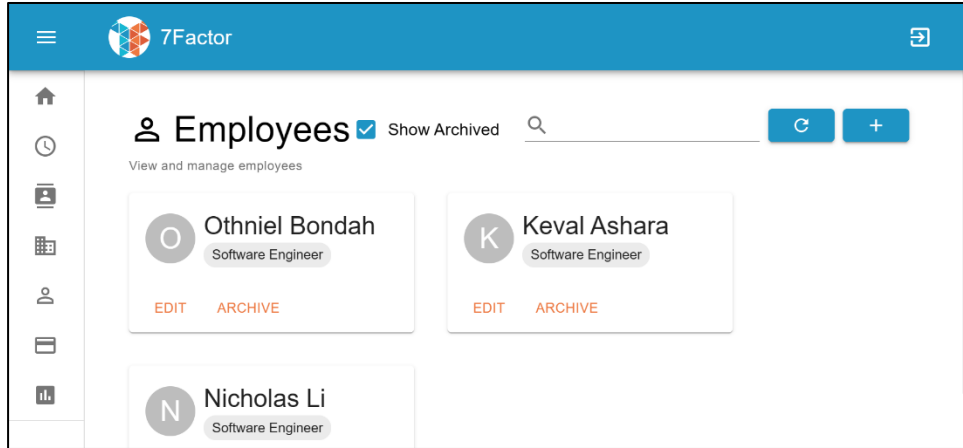 7Factor
Employees
Show Archived
View and manage employees
O
Othniel Bondah
Software Engineer
EDIT ARCHIVE
K
Keval Ashara
Software Engineer
EDIT ARCHIVE
N
Nicholas Li
Software Engineer